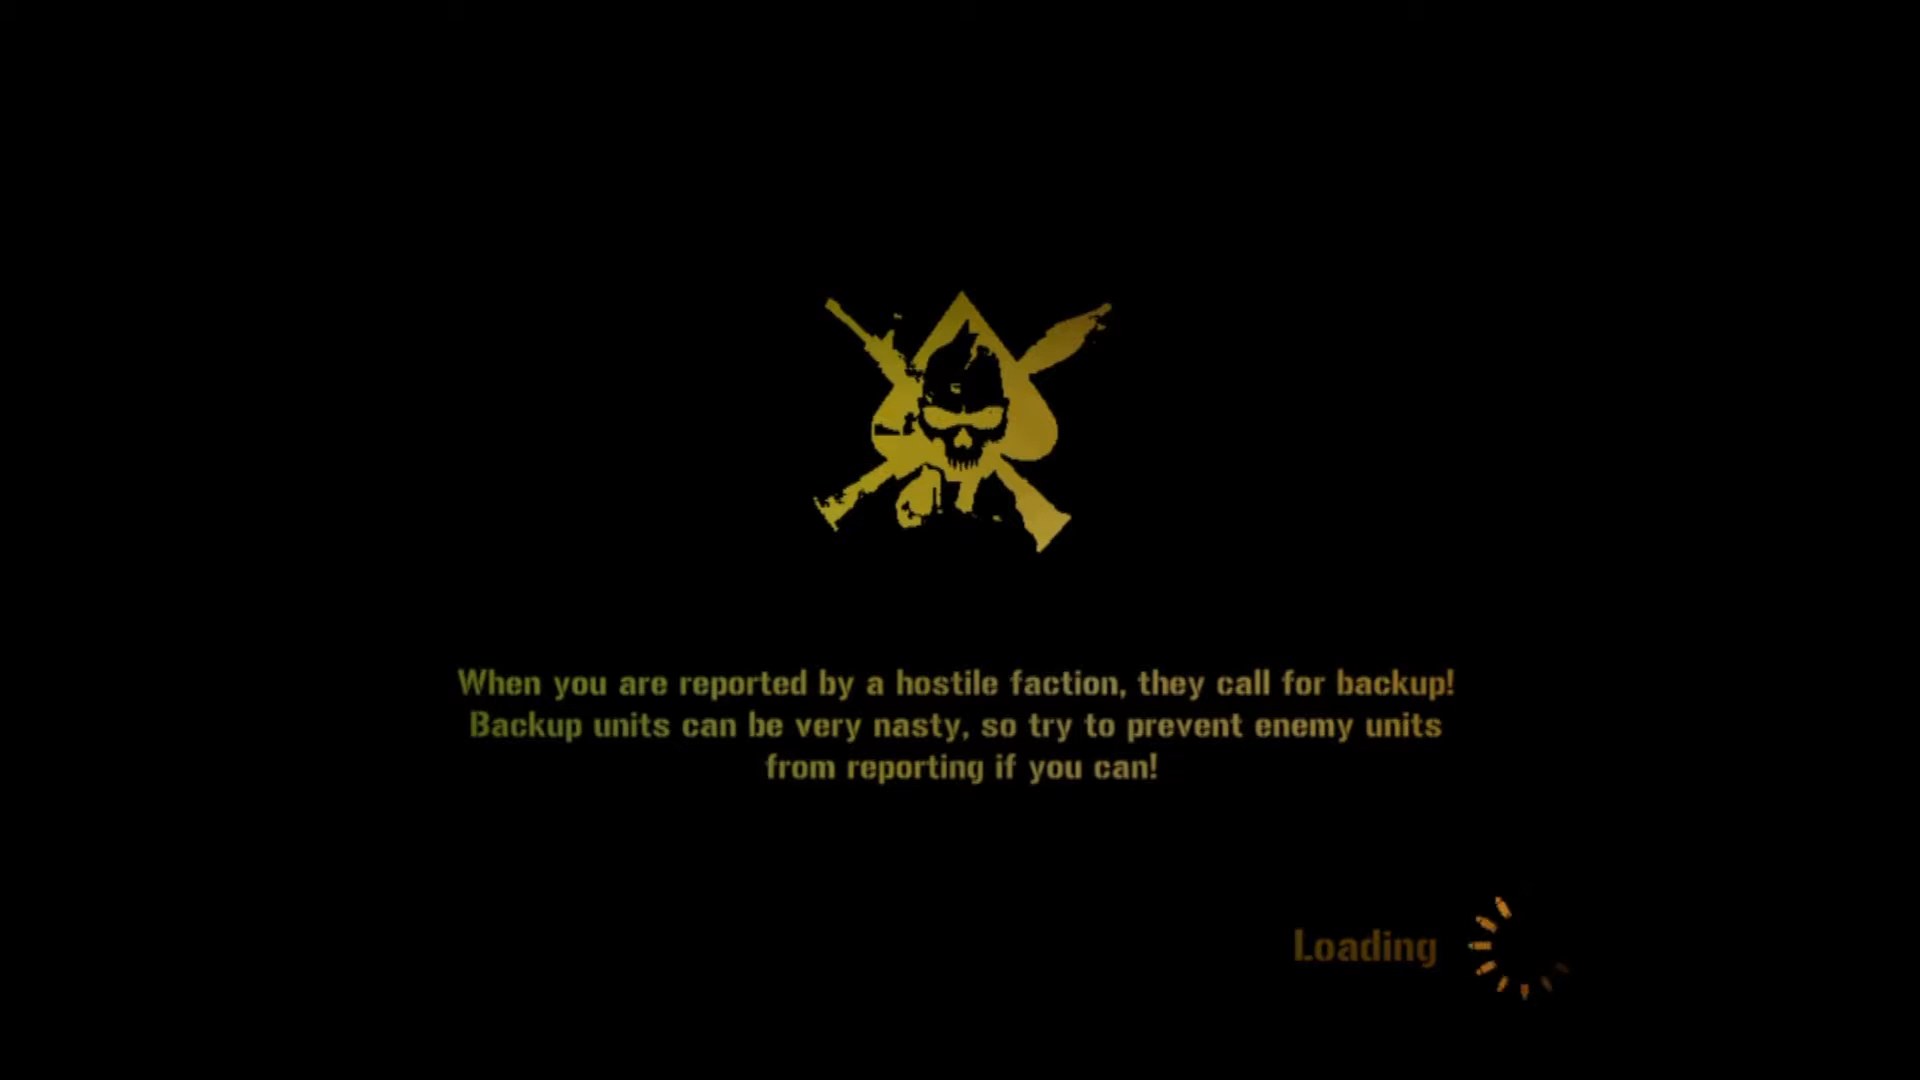 When you are reported by a hostile faction, they call for backup!
Backup units can be very nasty, so try to prevent enemy units
from reporting if you can!
Loading